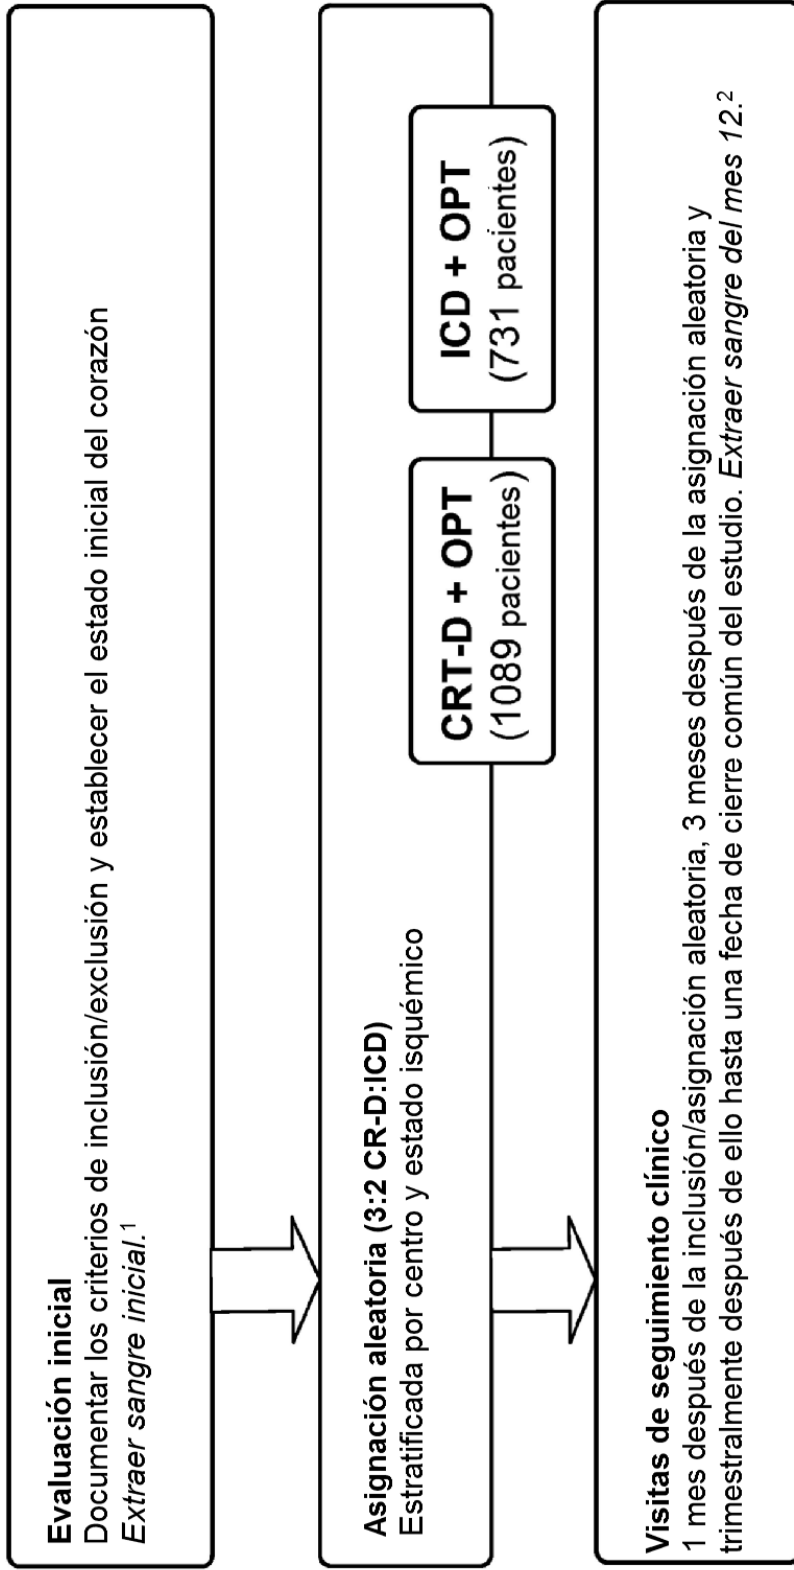 Evaluación inicial
Documentar los criterios de inclusión/exclusión y establecer el estado inicial del corazón
Extraer sangre inicial.¹
Asignación aleatoria (3:2 CR-D:ICD)
Estratificada por centro y estado isquémico
CRT-D + OPT
(1089 pacientes)
ICD + OPT
(731 pacientes)
Visitas de seguimiento clínico
1 mes después de la inclusión/asignación aleatoria, 3 meses después de la asignación aleatoria y
trimestralmente después de ello hasta una fecha de cierre común del estudio. Extraer sangre del mes 12.²